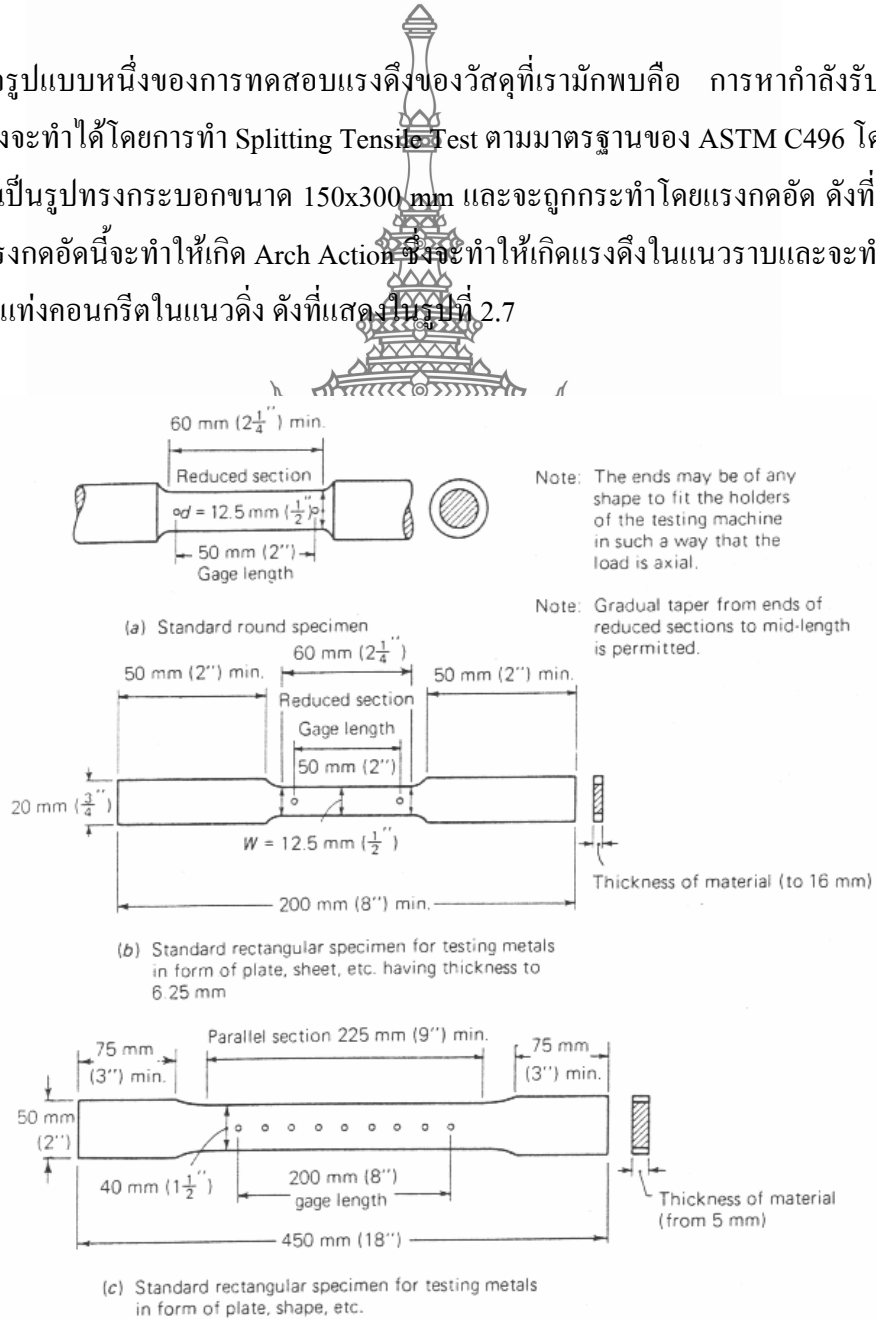 รูปแบบหนึ่งของการทดสอบแรงดึงของวัสดุที่เรามักพบคือ การหากำลังรับ
จะทำได้โดยการทำ Splitting Tensile Test ตามมาตรฐานของ ASTM C496
เป็นรูปทรงกระบอกขนาด 150x300 mm และจะถูกกระทำโดยแรงกดอัด ดังที่
แรงกดอัดนี้จะทำให้เกิด Arch Action ซึ่งจะทำให้เกิดแรงดึงในแนวราบและจะทำ
แท่งคอนกรีตในแนวดิ่ง ดังที่แสดงในรูปที่ 2.7
60 mm (2 1/4'') min.
Reduced section
d = 12.5 mm (1/2'')
50 mm (2'')
Gage length
(a) Standard round specimen
Note: The ends may be of any
shape to fit the holders
of the testing machine
in such a way that the
load is axial.
Note: Gradual taper from ends of
reduced sections to mid-length
is permitted.
60 mm (2 1/4'')
50 mm (2'') min.
50 mm (2'') min.
Reduced section
Gage length
50 mm (2'')
20 mm (3/4'')
W = 12.5 mm (1/2'')
Thickness of material (to 16 mm)
200 mm (8'') min.
(b) Standard rectangular specimen for testing metals
in form of plate, sheet, etc. having thickness to
6.25 mm
Parallel section 225 mm (9'') min.
75 mm
(3'') min.
75 mm
(3'') min.
50 mm
(2'')
40 mm (1 1/2'')
200 mm (8'')
gage length
Thickness of material
(from 5 mm)
450 mm (18'')
(c) Standard rectangular specimen for testing metals
in form of plate, shape, etc.